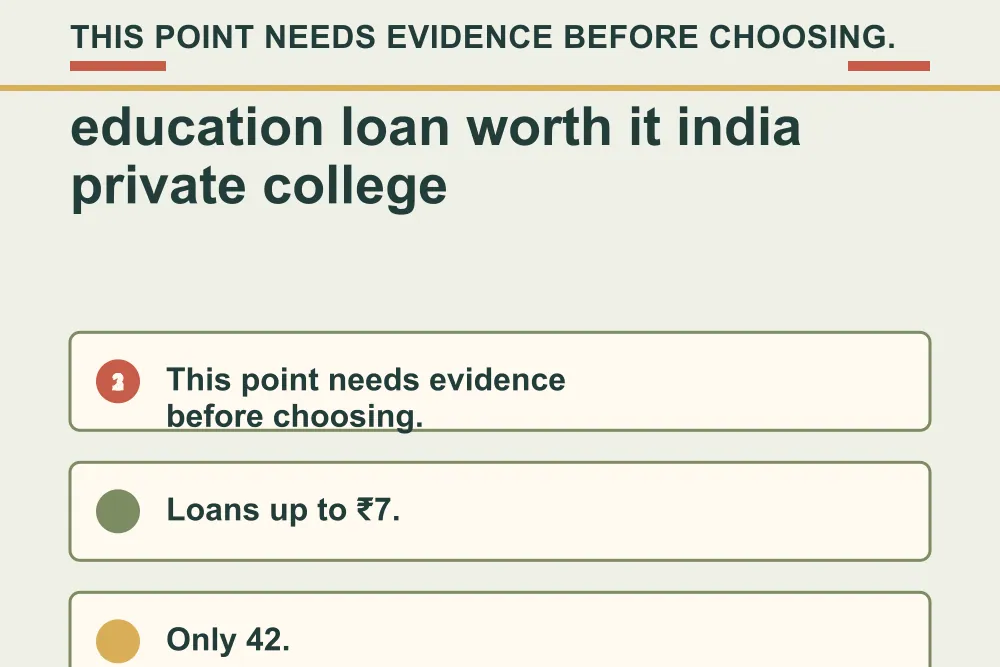 THIS POINT NEEDS EVIDENCE BEFORE CHOOSING.
education loan worth it india
private college
This point needs evidence
before choosing.
Loans up to ₹7.
Only 42.